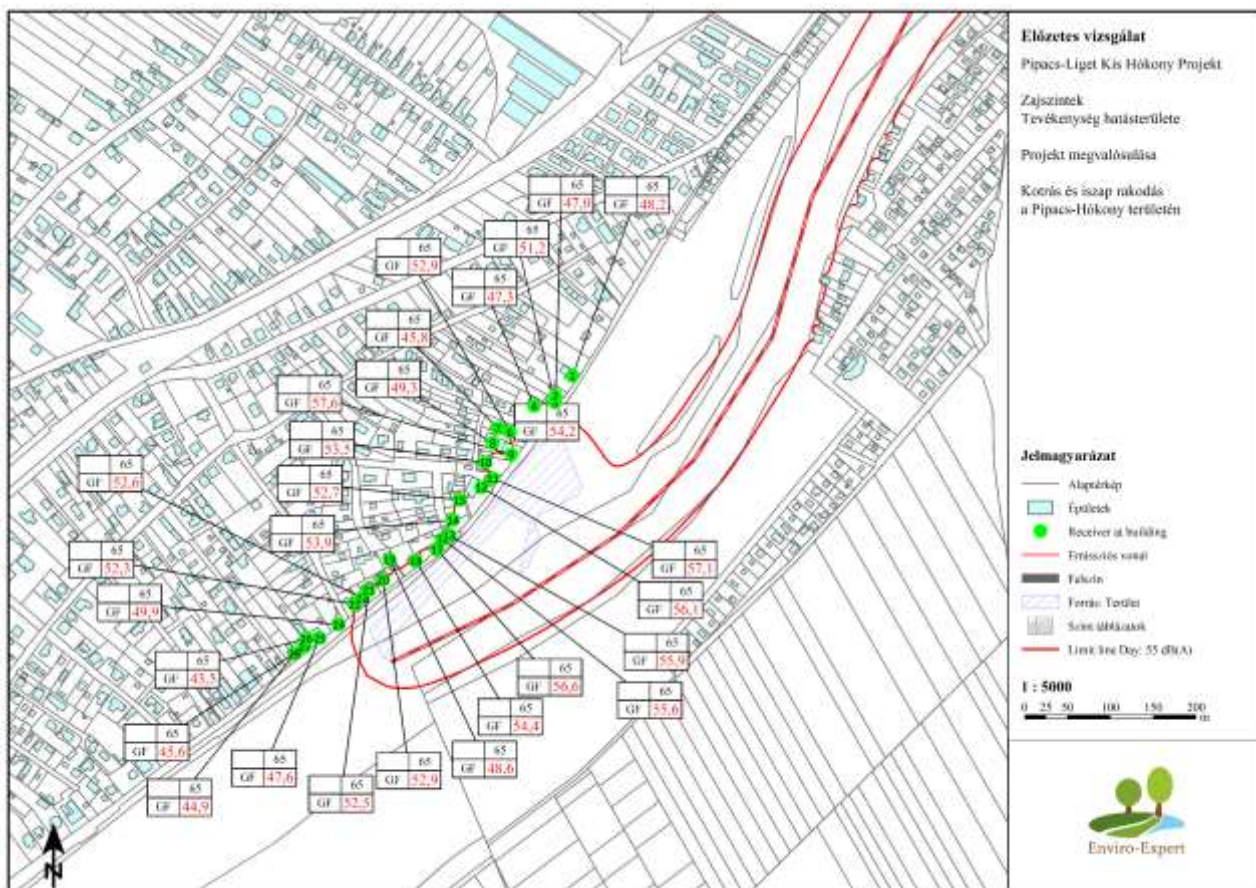 Előzetes vizsgálat
Pipacs-Liget Kis Hókony Projekt
Zajszintek
Tevékenység hatásterülete
Projekt megvalósulása
Kotrás és iszap rakodás
a Pipacs-Hókony területén
Jelmagyarázat
Alaptérkép
Épületek
Receiver at building
Emissziós vonal
Falszín
Forrás: Terület
Szint táblázatok
Limit line Day: 55 dB(A)
1 : 5000
0 25 50 100 150 200
m
Enviro-Expert
65
GF 47,9
65
GF 48,2
65
GF 51,2
65
GF 52,9
65
GF 47,3
65
GF 45,8
65
GF 49,3
65
GF 57,6
65
GF 54,2
65
GF 53,5
65
GF 52,6
65
GF 52,7
65
GF 53,9
65
GF 52,3
65
GF 57,1
65
GF 49,9
65
GF 56,1
65
GF 55,9
65
GF 43,5
65
GF 56,6
65
GF 55,6
65
GF 54,4
65
GF 45,6
65
GF 48,6
65
GF 47,6
65
GF 52,9
65
GF 44,9
65
GF 52,5
N